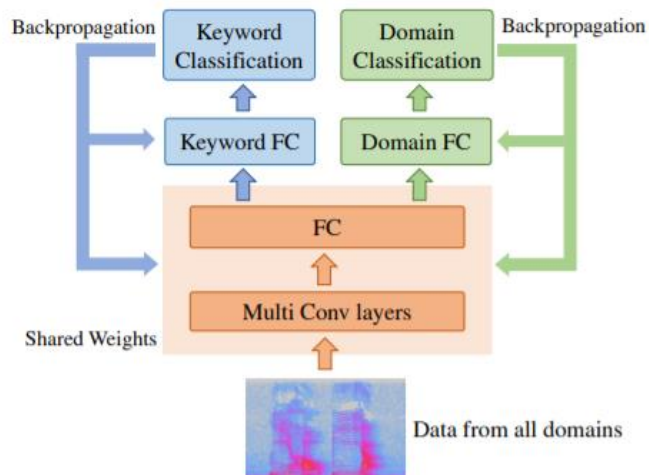 Backpropagation
Keyword
Classification
Domain
Classification
Backpropagation
Keyword FC
Domain FC
FC
Multi Conv layers
Shared Weights
Data from all domains